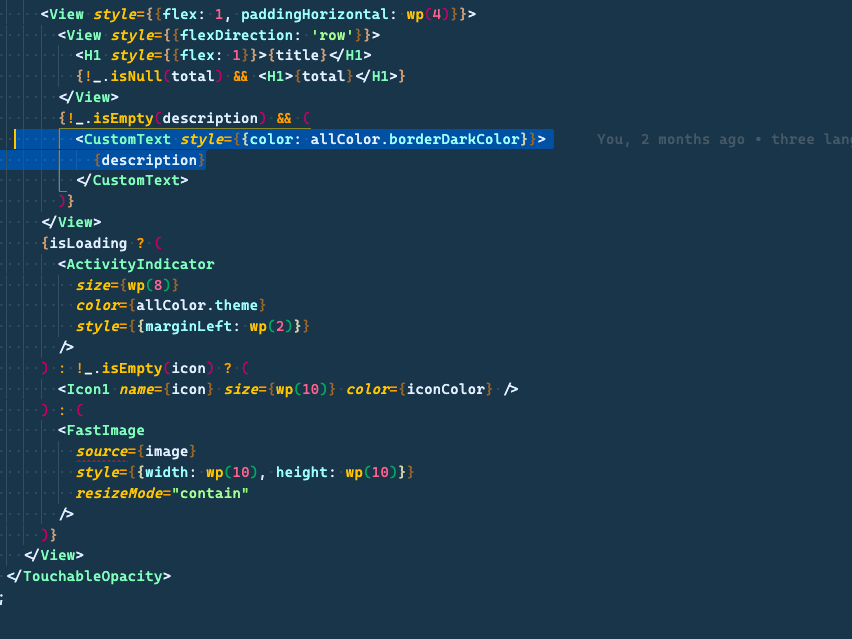 <View style={{flex: 1, paddingHorizontal: wp(4)}}>
<View style={{flexDirection: 'row'}}>
<H1 style={{flex: 1}}>{title}</H1>
{!_.isNull(total) && <H1>{total}</H1>}
</View>
{!_.isEmpty(description) && (
<CustomText style={{color: allColor.borderDarkColor}}> You, 2 months ago • three lang
{description}
</CustomText>
)}
</View>
{isLoading ? (
<ActivityIndicator
size={wp(8)}
color={allColor.theme}
style={{marginLeft: wp(2)}}
/>
) : !_.isEmpty(icon) ? (
<Icon1 name={icon} size={wp(10)} color={iconColor} />
) : (
<FastImage
source={image}
style={{width: wp(10), height: wp(10)}}
resizeMode="contain"
/>
)}
</View>
</TouchableOpacity>
;